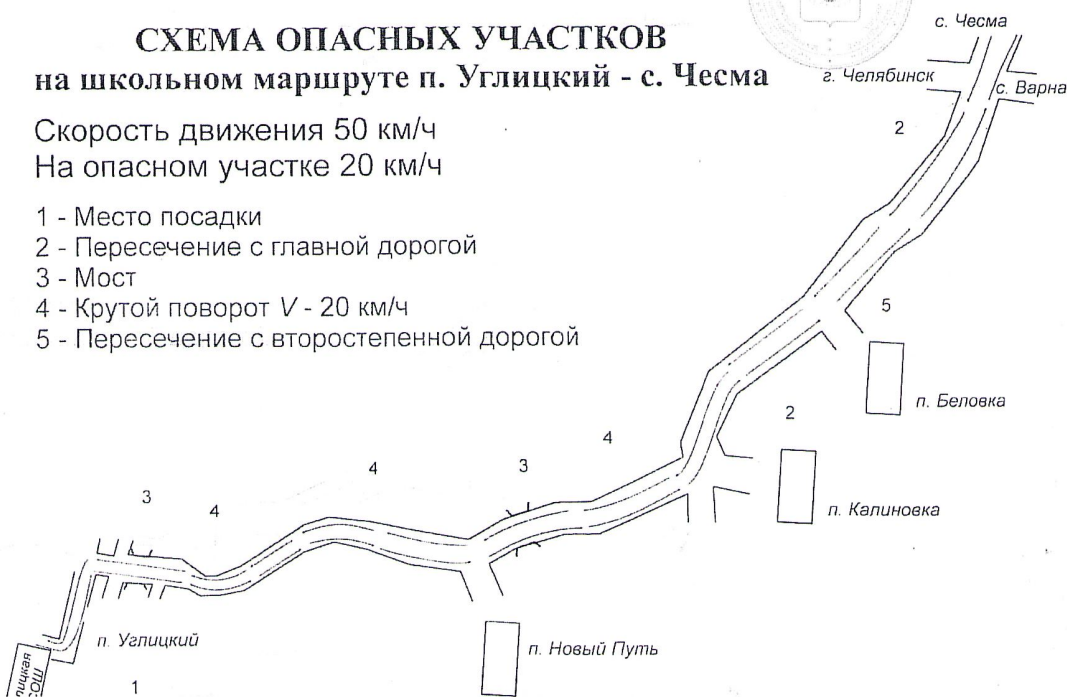 СХЕМА ОПАСНЫХ УЧАСТКОВ
на школьном маршруте п. Углицкий - с. Чесма
Скорость движения 50 км/ч
На опасном участке 20 км/ч
1 - Место посадки
2 - Пересечение с главной дорогой
3 - Мост
4 - Крутой поворот V - 20 км/ч
5 - Пересечение с второстепенной дорогой
с. Чесма
г. Челябинск
с. Варна
2
5
п. Беловка
2
п. Калиновка
4
3
4
3
4
п. Углицкий
п. Новый Путь
1
СОШ